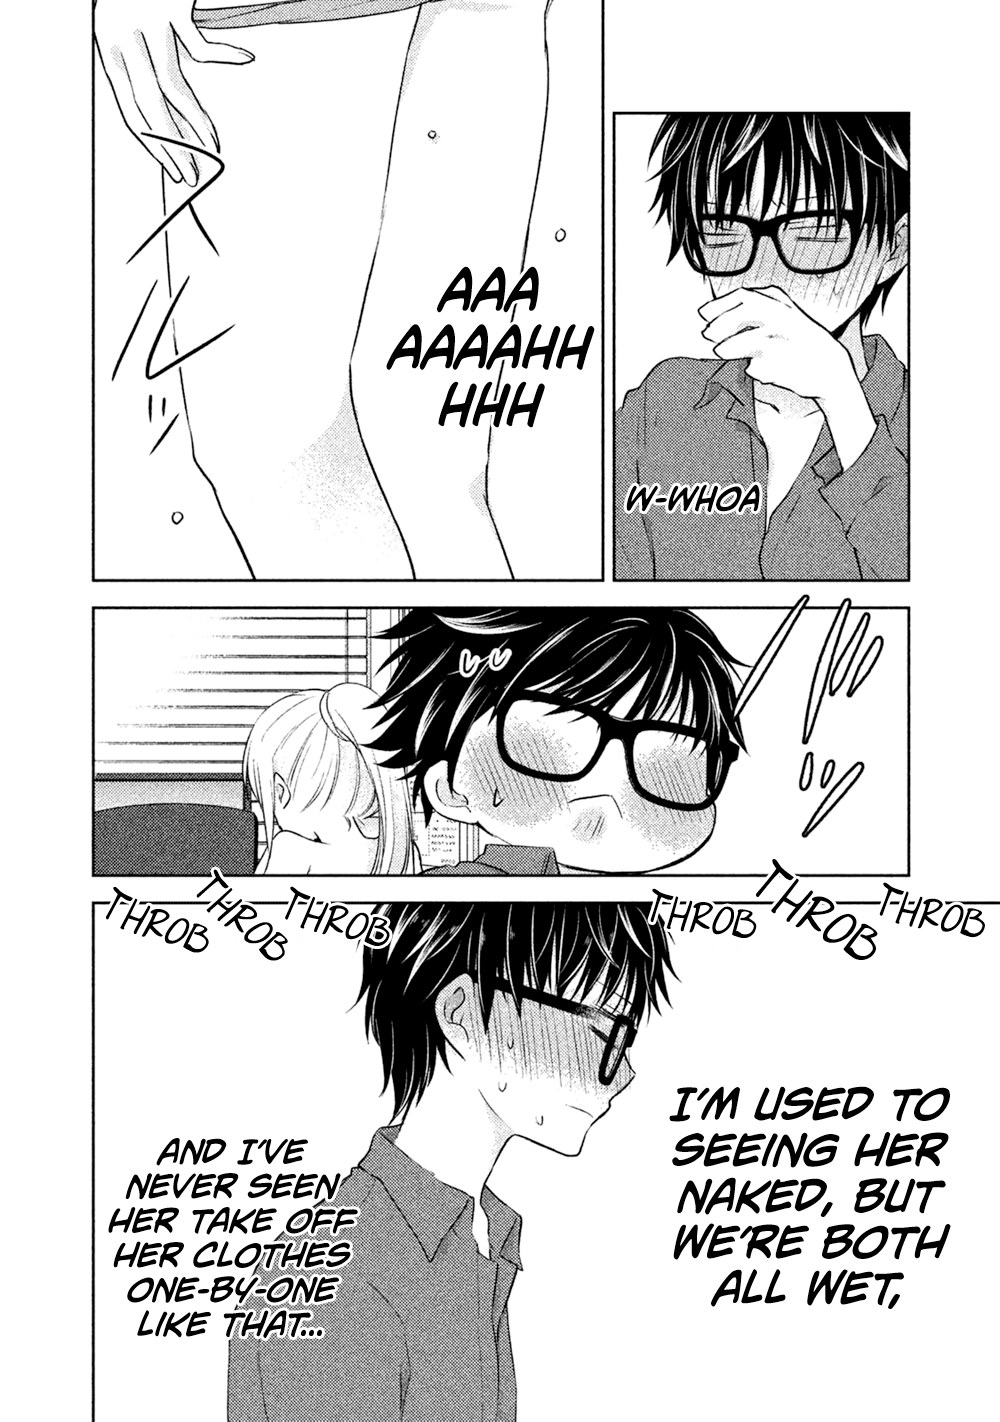 W-WHOA
AAA
AAAAHH
HHH
THROB
THROB
THROB
THROB
THROB
THROB
I'M USED TO
SEEING HER
NAKED, BUT
WE'RE BOTH
ALL WET,
AND I'VE
NEVER SEEN
HER TAKE OFF
HER CLOTHES
ONE-BY-ONE
LIKE THAT...